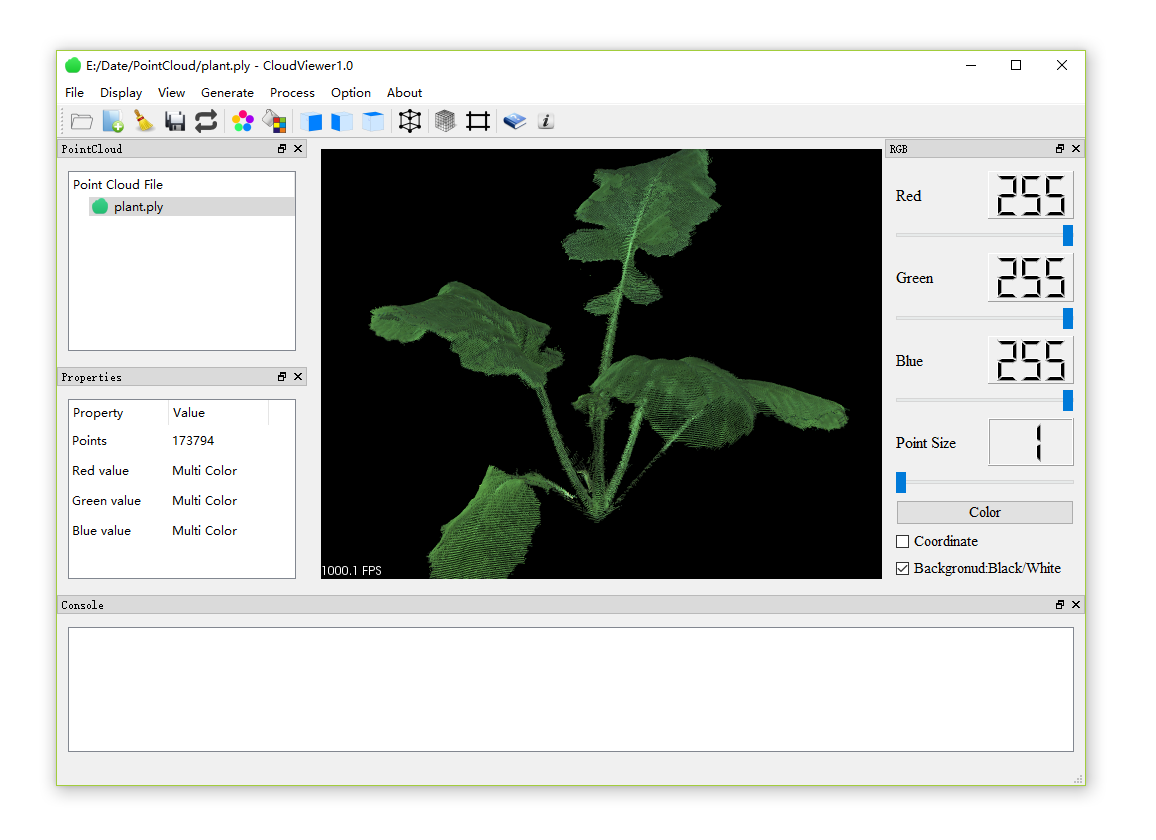 E:/Date/PointCloud/plant.ply - CloudViewer1.0
File Display View Generate Process Option About
PointCloud
Point Cloud File
plant.ply
Properties
Property Value
Points 173794
Red value Multi Color
Green value Multi Color
Blue value Multi Color
1000.1 FPS
RGB
Red 255
Green 255
Blue 255
Point Size 1
Color
Coordinate
Backgronud:Black/White
Console